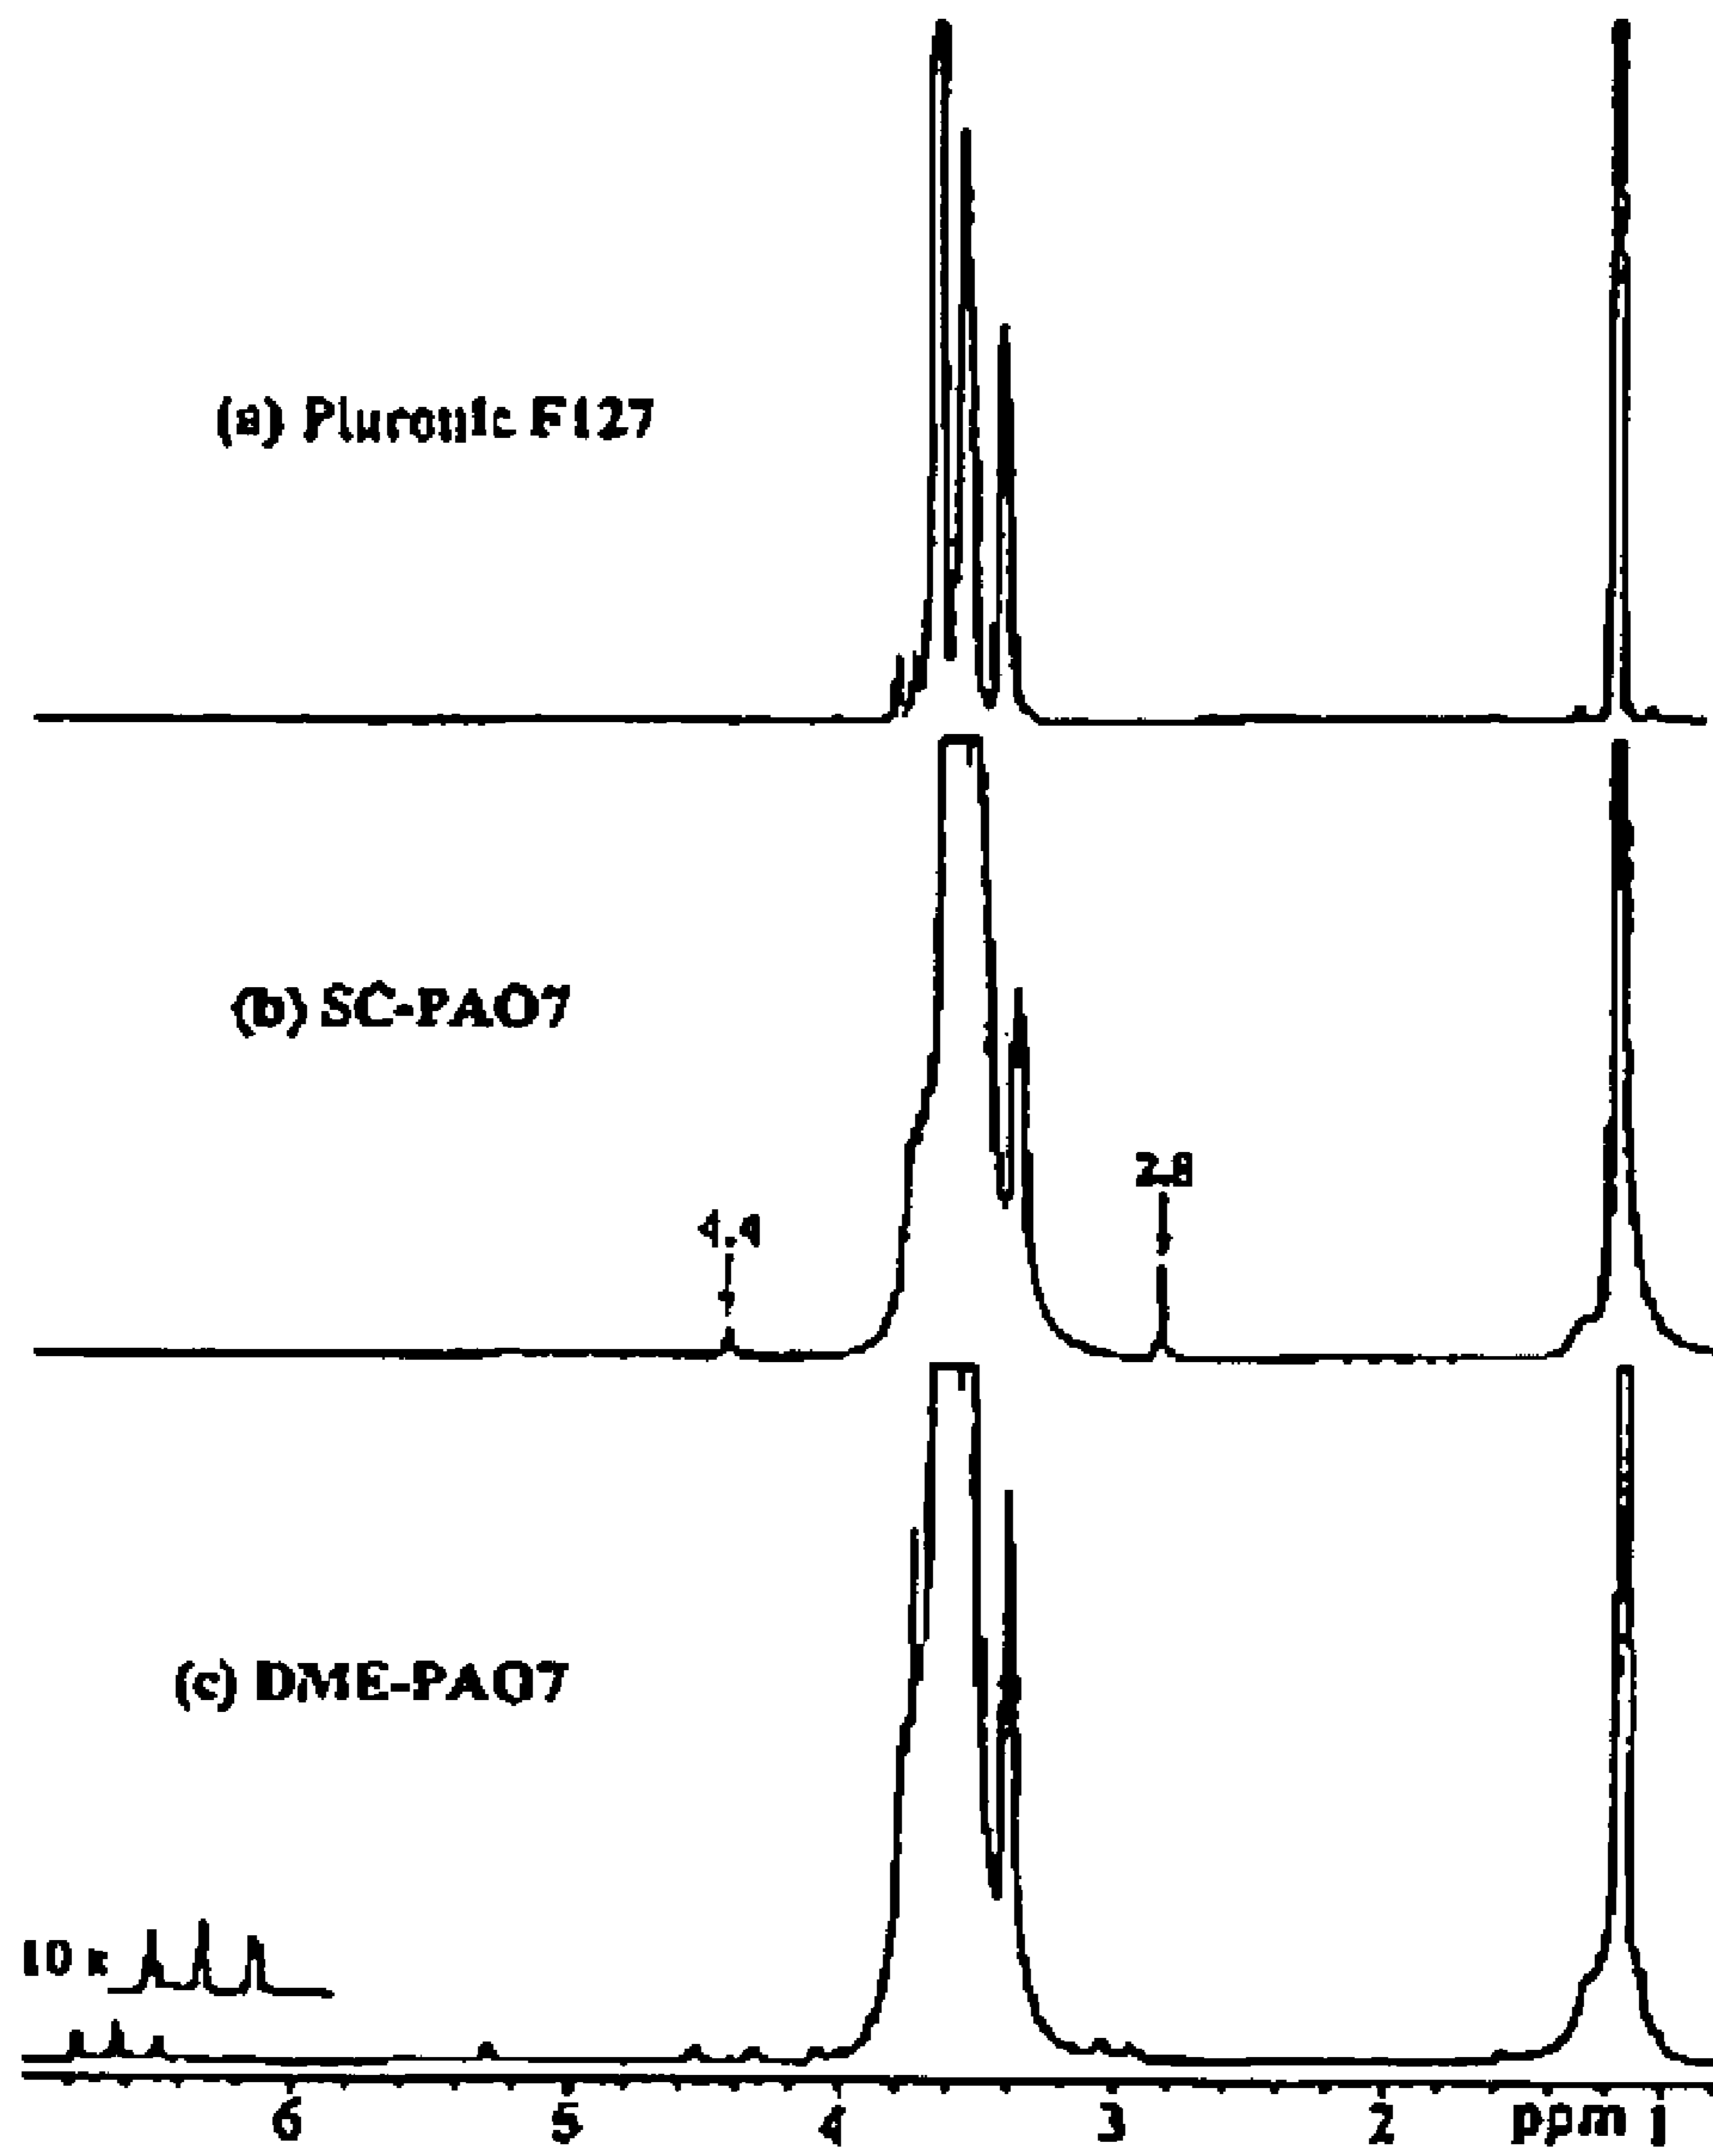 (a) Pluronic F127
(b) SC-PAO7
2.8
4.4
(c) DME-PAO7
10 x
6 5 4 3 2 ppm 1